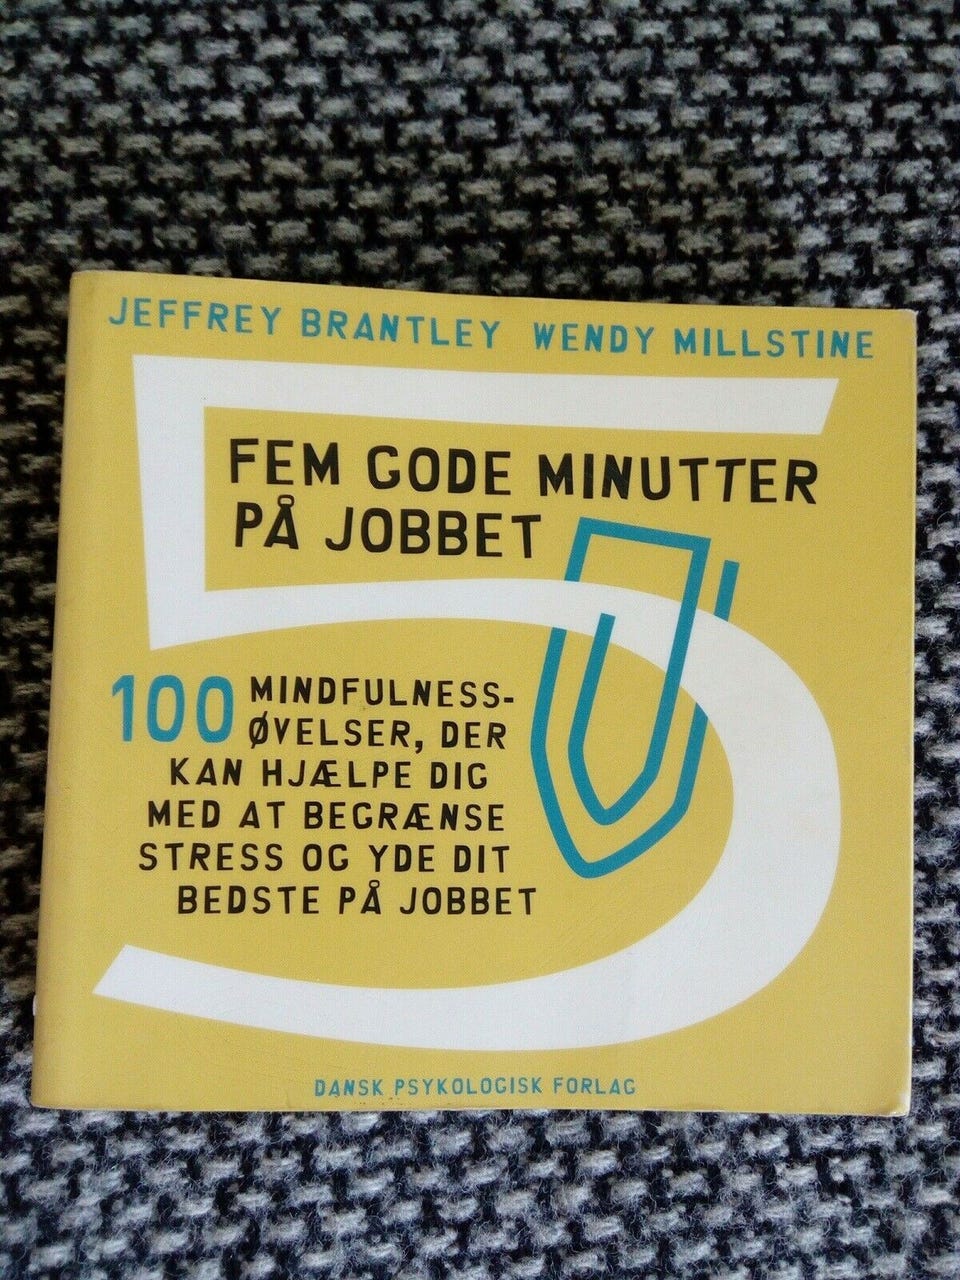 JEFFREY BRANTLEY WENDY MILLSTINE
5
FEM GODE MINUTTER
PÅ JOBBET
100 MINDFULNESS-
ØVELSER, DER
KAN HJÆLPE DIG
MED AT BEGRÆNSE
STRESS OG YDE DIT
BEDSTE PÅ JOBBET
DANSK PSYKOLOGISK FORLAG